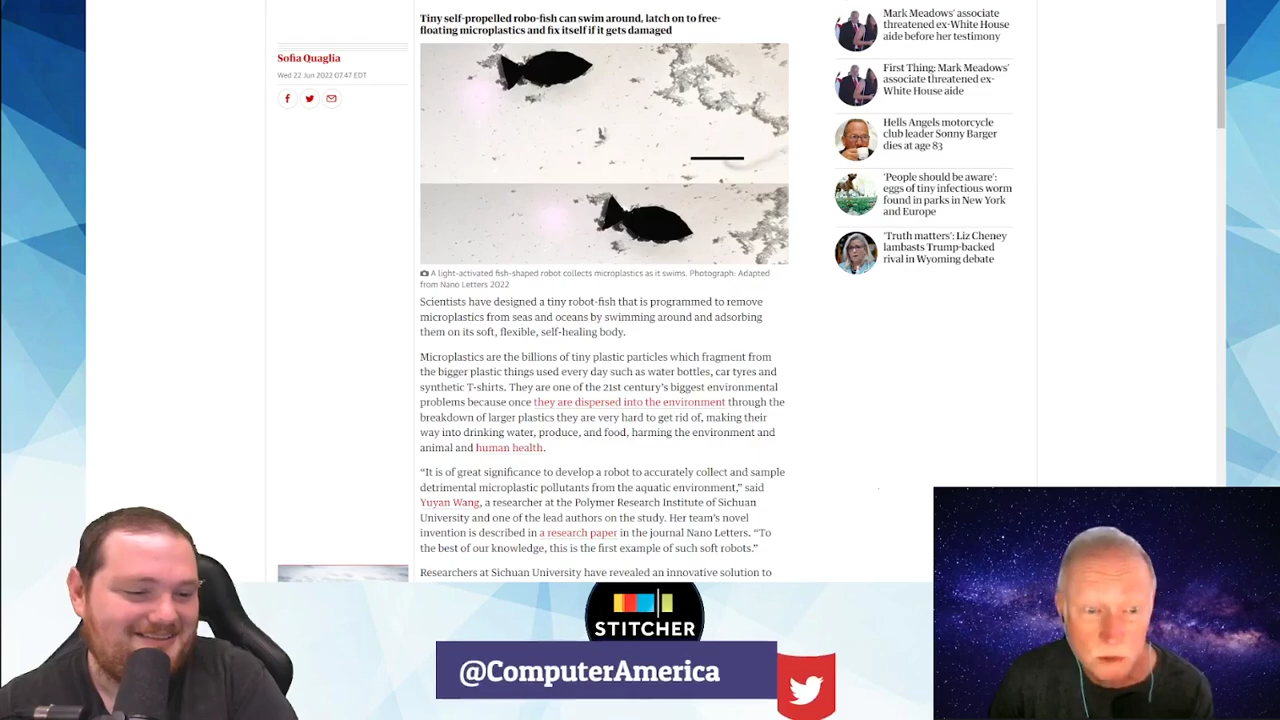 Tiny self-propelled robo-fish can swim around, latch on to free-
floating microplastics and fix itself if it gets damaged
Sofia Quaglia
Wed 22 Jun 2022 07.47 EDT
A light-activated fish-shaped robot collects microplastics as it swims. Photograph: Adapted
from Nano Letters 2022
Scientists have designed a tiny robot-fish that is programmed to remove
microplastics from seas and oceans by swimming around and adsorbing
them on its soft, flexible, self-healing body.
Microplastics are the billions of tiny plastic particles which fragment from
the bigger plastic things used every day such as water bottles, car tyres and
synthetic T-shirts. They are one of the 21st century’s biggest environmental
problems because once they are dispersed into the environment through the
breakdown of larger plastics they are very hard to get rid of, making their
way into drinking water, produce, and food, harming the environment and
animal and human health.
“It is of great significance to develop a robot to accurately collect and sample
detrimental microplastic pollutants from the aquatic environment,” said
Yuyan Wang, a researcher at the Polymer Research Institute of Sichuan
University and one of the lead authors on the study. Her team’s novel
invention is described in a research paper in the journal Nano Letters. “To
the best of our knowledge, this is the first example of such soft robots.”
Researchers at Sichuan University have revealed an innovative solution to
Mark Meadows’ associate
threatened ex-White House
aide before her testimony
First Thing: Mark Meadows’
associate threatened ex-
White House aide
Hells Angels motorcycle
club leader Sonny Barger
dies at age 83
‘People should be aware’:
eggs of tiny infectious worm
found in parks in New York
and Europe
‘Truth matters’: Liz Cheney
lambasts Trump-backed
rival in Wyoming debate
STITCHER
@ComputerAmerica